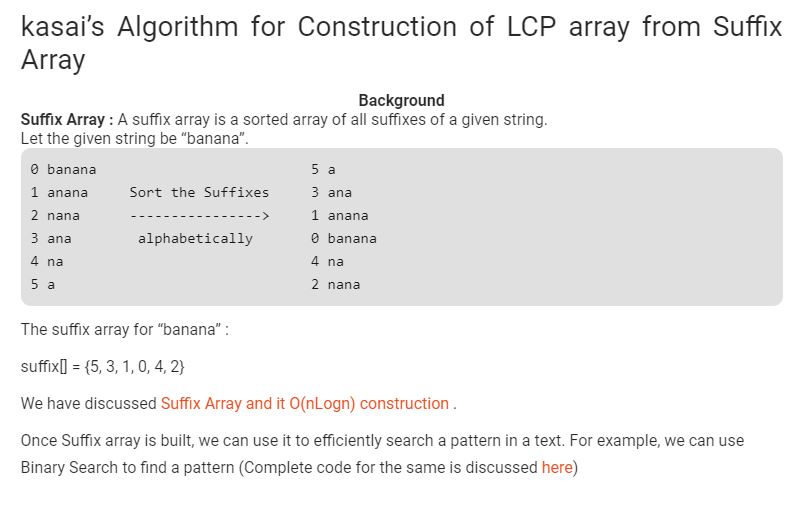 kasai's Algorithm for Construction of LCP array from Suffix
Array
Background
Suffix Array : A suffix array is a sorted array of all suffixes of a given string.
Let the given string be “banana”.
0 banana                          5 a
1 anana     Sort the Suffixes     3 ana
2 nana      ---------------->     1 anana
3 ana        alphabetically       0 banana
4 na                              4 na
5 a                               2 nana
The suffix array for “banana” :
suffix[] = {5, 3, 1, 0, 4, 2}
We have discussed Suffix Array and it O(nLogn) construction .
Once Suffix array is built, we can use it to efficiently search a pattern in a text. For example, we can use
Binary Search to find a pattern (Complete code for the same is discussed here)